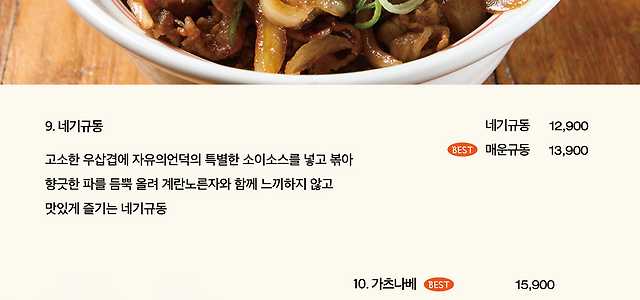 9. 네기규동
네기규동 12,900
BEST 매운규동 13,900
고소한 우삼겹에 자유의언덕의 특별한 소이소스를 넣고 볶아
향긋한 파를 듬뿍 올려 계란노른자와 함께 느끼하지 않고
맛있게 즐기는 네기규동
10. 가츠나베 BEST 15,900